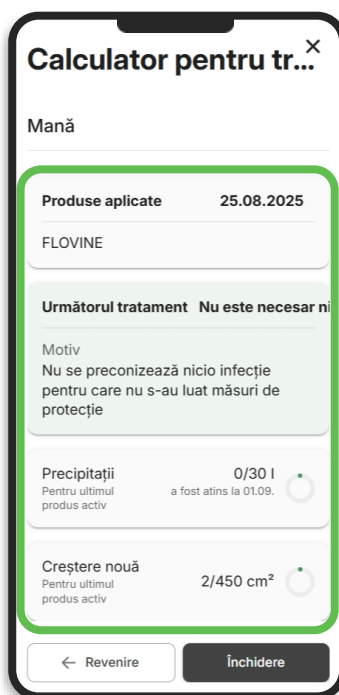 Calculator pentru tr...
Mană
Produse aplicate 25.08.2025
FLOVINE
Următorul tratament Nu este necesar ni
Motiv
Nu se preconizează nicio infecție
pentru care nu s-au luat măsuri de
protecție
Precipitații 0/30 l
Pentru ultimul a fost atins la 01.09.
produs activ
Creștere nouă 2/450 cm²
Pentru ultimul
produs activ
← Revenire Închidere